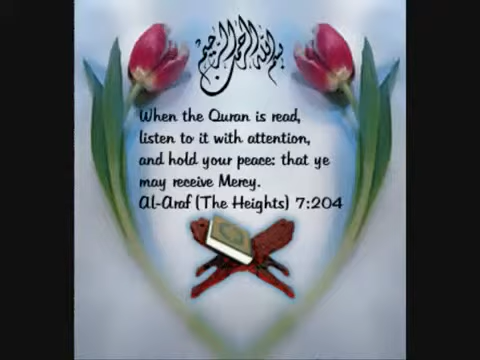 بسم الله الرحمن الرحيم
When the Quran is read,
listen to it with attention,
and hold your peace: that ye
may receive Mercy.
Al-Araf (The Heights) 7:204